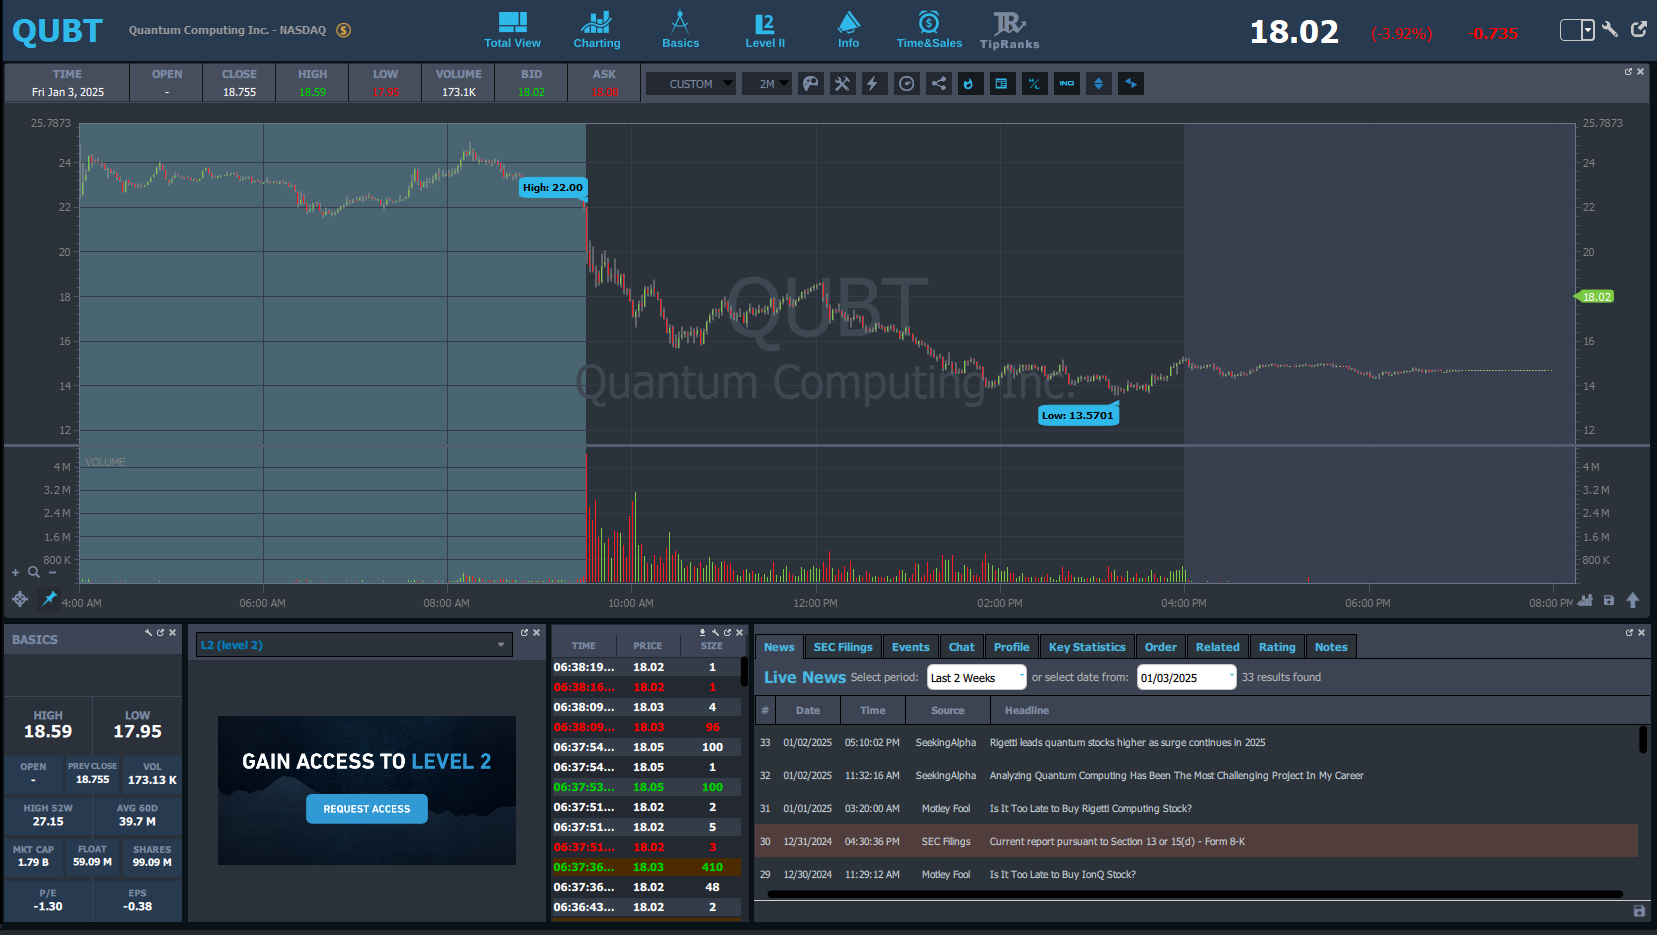 QUBT
Quantum Computing Inc. - NASDAQ
Total View
Charting
Basics
L2
Level II
Info
Time&Sales
TipRanks
18.02
(-3.92%)
-0.735
TIME OPEN CLOSE HIGH LOW VOLUME BID ASK
Fri Jan 3, 2025 - 18.755 18.59 17.95 173.1K 18.02 18.03
CUSTOM
2M
IND
25.7873
24
22
20
18
16
14
12
25.7873
24
22
20
18.02
16
14
12
High: 22.00
QUBT
Quantum Computing Inc.
Low: 13.5701
VOLUME
4 M
3.2 M
2.4 M
1.6 M
800 K
4 M
3.2 M
2.4 M
1.6 M
800 K
4:00 AM 06:00 AM 08:00 AM 10:00 AM 12:00 PM 02:00 PM 04:00 PM 06:00 PM 08:00 PM
BASICS
HIGH LOW
18.59 17.95
OPEN PREV CLOSE VOL
- 18.755 173.13 K
HIGH 52W AVG 60D
27.15 39.7 M
MKT CAP FLOAT SHARES
1.79 B 59.09 M 99.09 M
P/E EPS
-1.30 -0.38
L2 (level 2)
GAIN ACCESS TO LEVEL 2
REQUEST ACCESS
TIME PRICE SIZE
06:38:19... 18.02 1
06:38:16... 18.02 1
06:38:09... 18.03 4
06:38:09... 18.03 96
06:37:54... 18.05 100
06:37:54... 18.05 1
06:37:53... 18.05 100
06:37:51... 18.02 2
06:37:51... 18.02 5
06:37:51... 18.02 3
06:37:36... 18.03 410
06:37:36... 18.02 48
06:36:43... 18.02 2
News SEC Filings Events Chat Profile Key Statistics Order Related Rating Notes
Live News Select period: Last 2 Weeks or select date from: 01/03/2025 33 results found
# Date Time Source Headline
33 01/02/2025 05:10:02 PM SeekingAlpha Rigetti leads quantum stocks higher as surge continues in 2025
32 01/02/2025 11:32:16 AM SeekingAlpha Analyzing Quantum Computing Has Been The Most Challenging Project In My Career
31 01/01/2025 03:20:00 AM Motley Fool Is It Too Late to Buy Rigetti Computing Stock?
30 12/31/2024 04:30:36 PM SEC Filings Current report pursuant to Section 13 or 15(d) - Form 8-K
29 12/30/2024 11:29:12 AM Motley Fool Is It Too Late to Buy IonQ Stock?